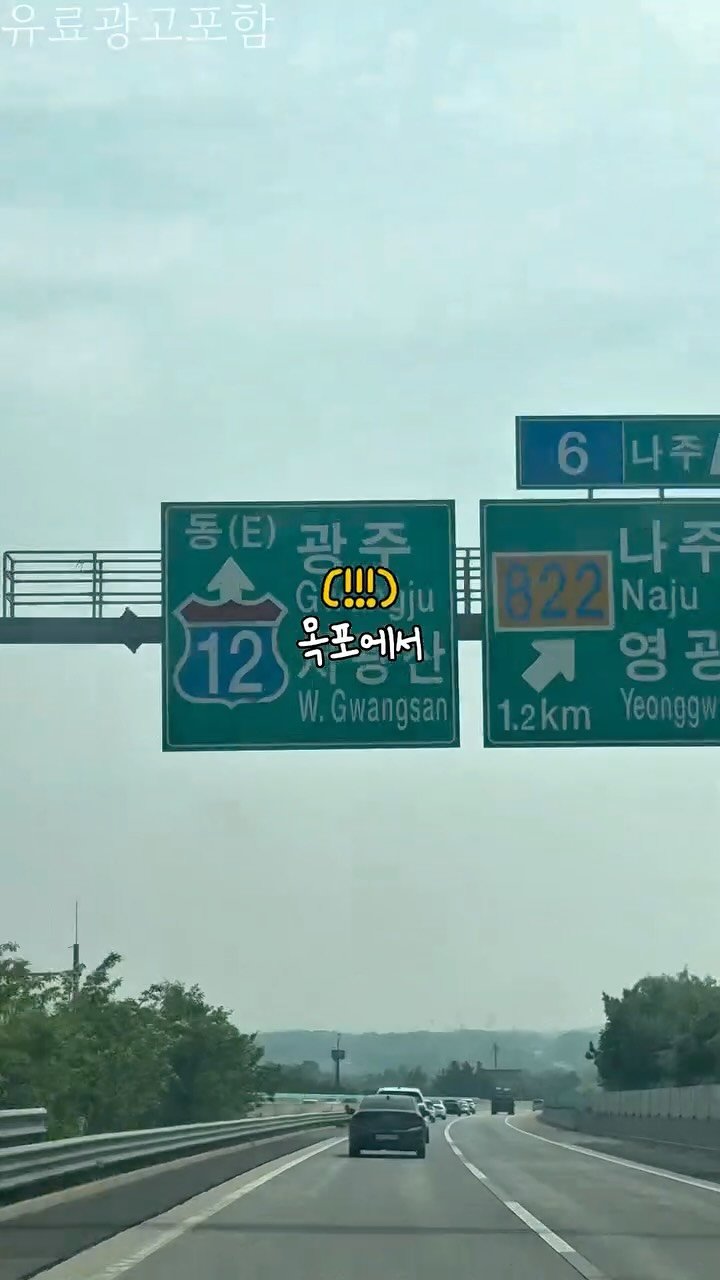 유료광고포함
6 나주
동(E) 광주
12
W. Gwangsan
(!!!)
옥포에서
822 나주
Naju
영광
1.2km Yeonggw